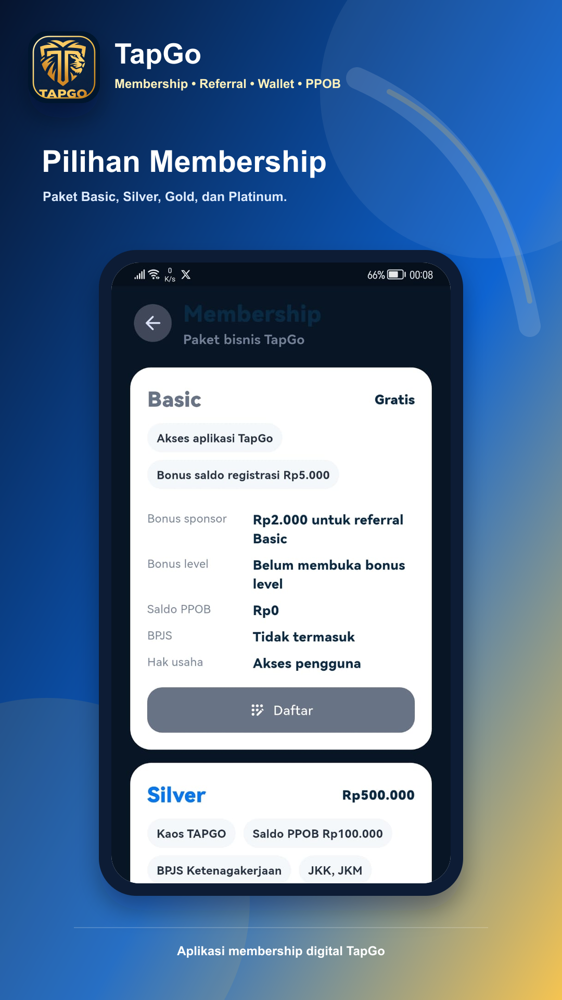 TAPGO
TapGo
Membership • Referral • Wallet • PPOB
Pilihan Membership
Paket Basic, Silver, Gold, dan Platinum.
0
K/s
66%
00:08
Membership
Paket bisnis TapGo
Basic
Gratis
Akses aplikasi TapGo
Bonus saldo registrasi Rp5.000
Bonus sponsor
Rp2.000 untuk referral
Basic
Bonus level
Belum membuka bonus
level
Saldo PPOB
Rp0
BPJS
Tidak termasuk
Hak usaha
Akses pengguna
Daftar
Silver
Rp500.000
Kaos TAPGO
Saldo PPOB Rp100.000
BPJS Ketenagakerjaan
JKK, JKM
Aplikasi membership digital TapGo